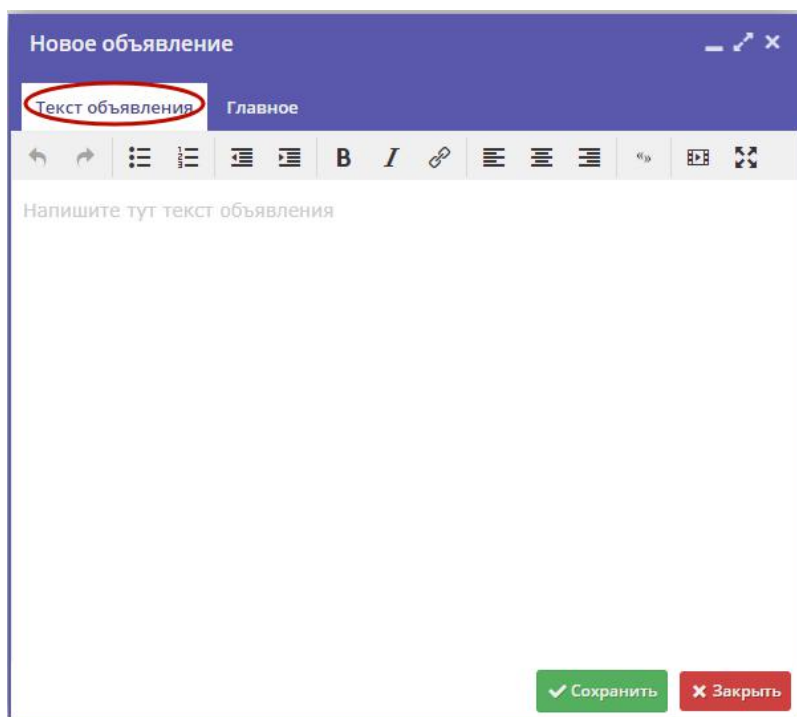 Новое объявление
Текст объявления Главное
B I «»
Напишите тут текст объявления
Сохранить Закрыть